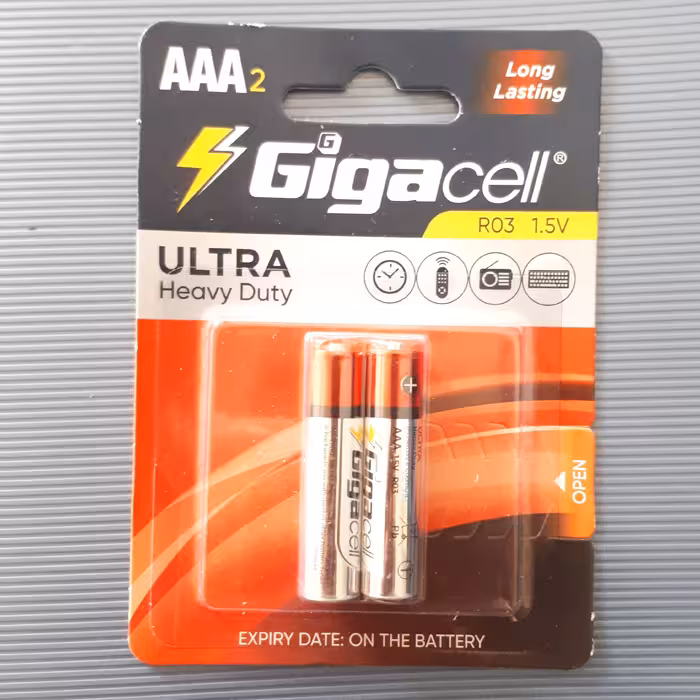 AAA2
Long
Lasting
Gigacell®
R03 1.5V
ULTRA
Heavy Duty
Gigacell
AAA 1.5V R03
Pb
OPEN
EXPIRY DATE: ON THE BATTERY